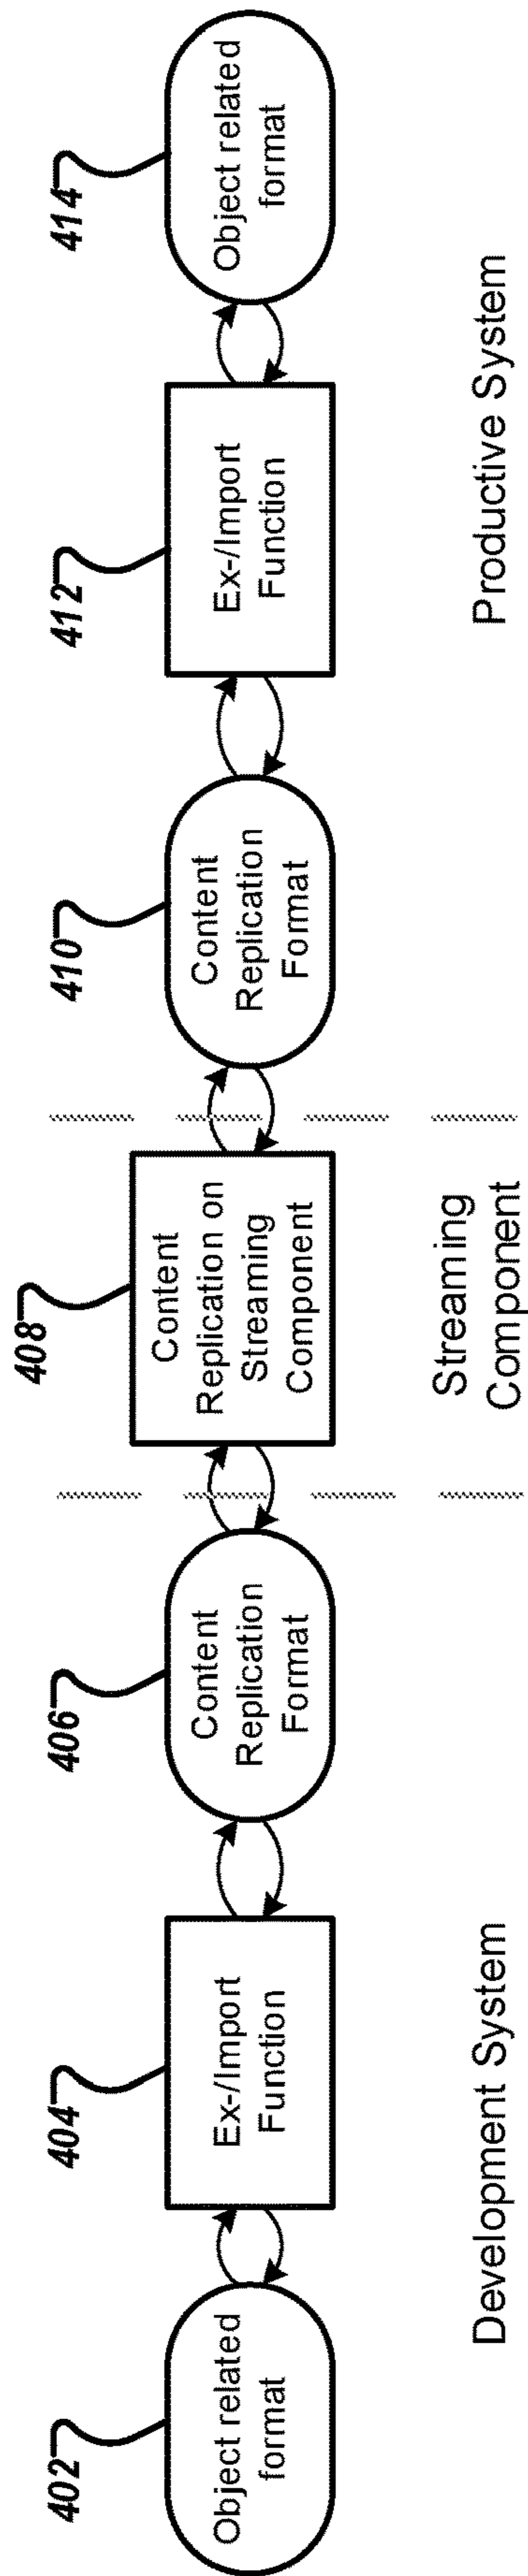 402
404
406
408
410
412
414
Object related
format
Ex-/Import
Function
Content
Replication
Format
Content
Replication on
Streaming
Component
Content
Replication
Format
Ex-/Import
Function
Object related
format
Development System
Streaming
Component
Productive System